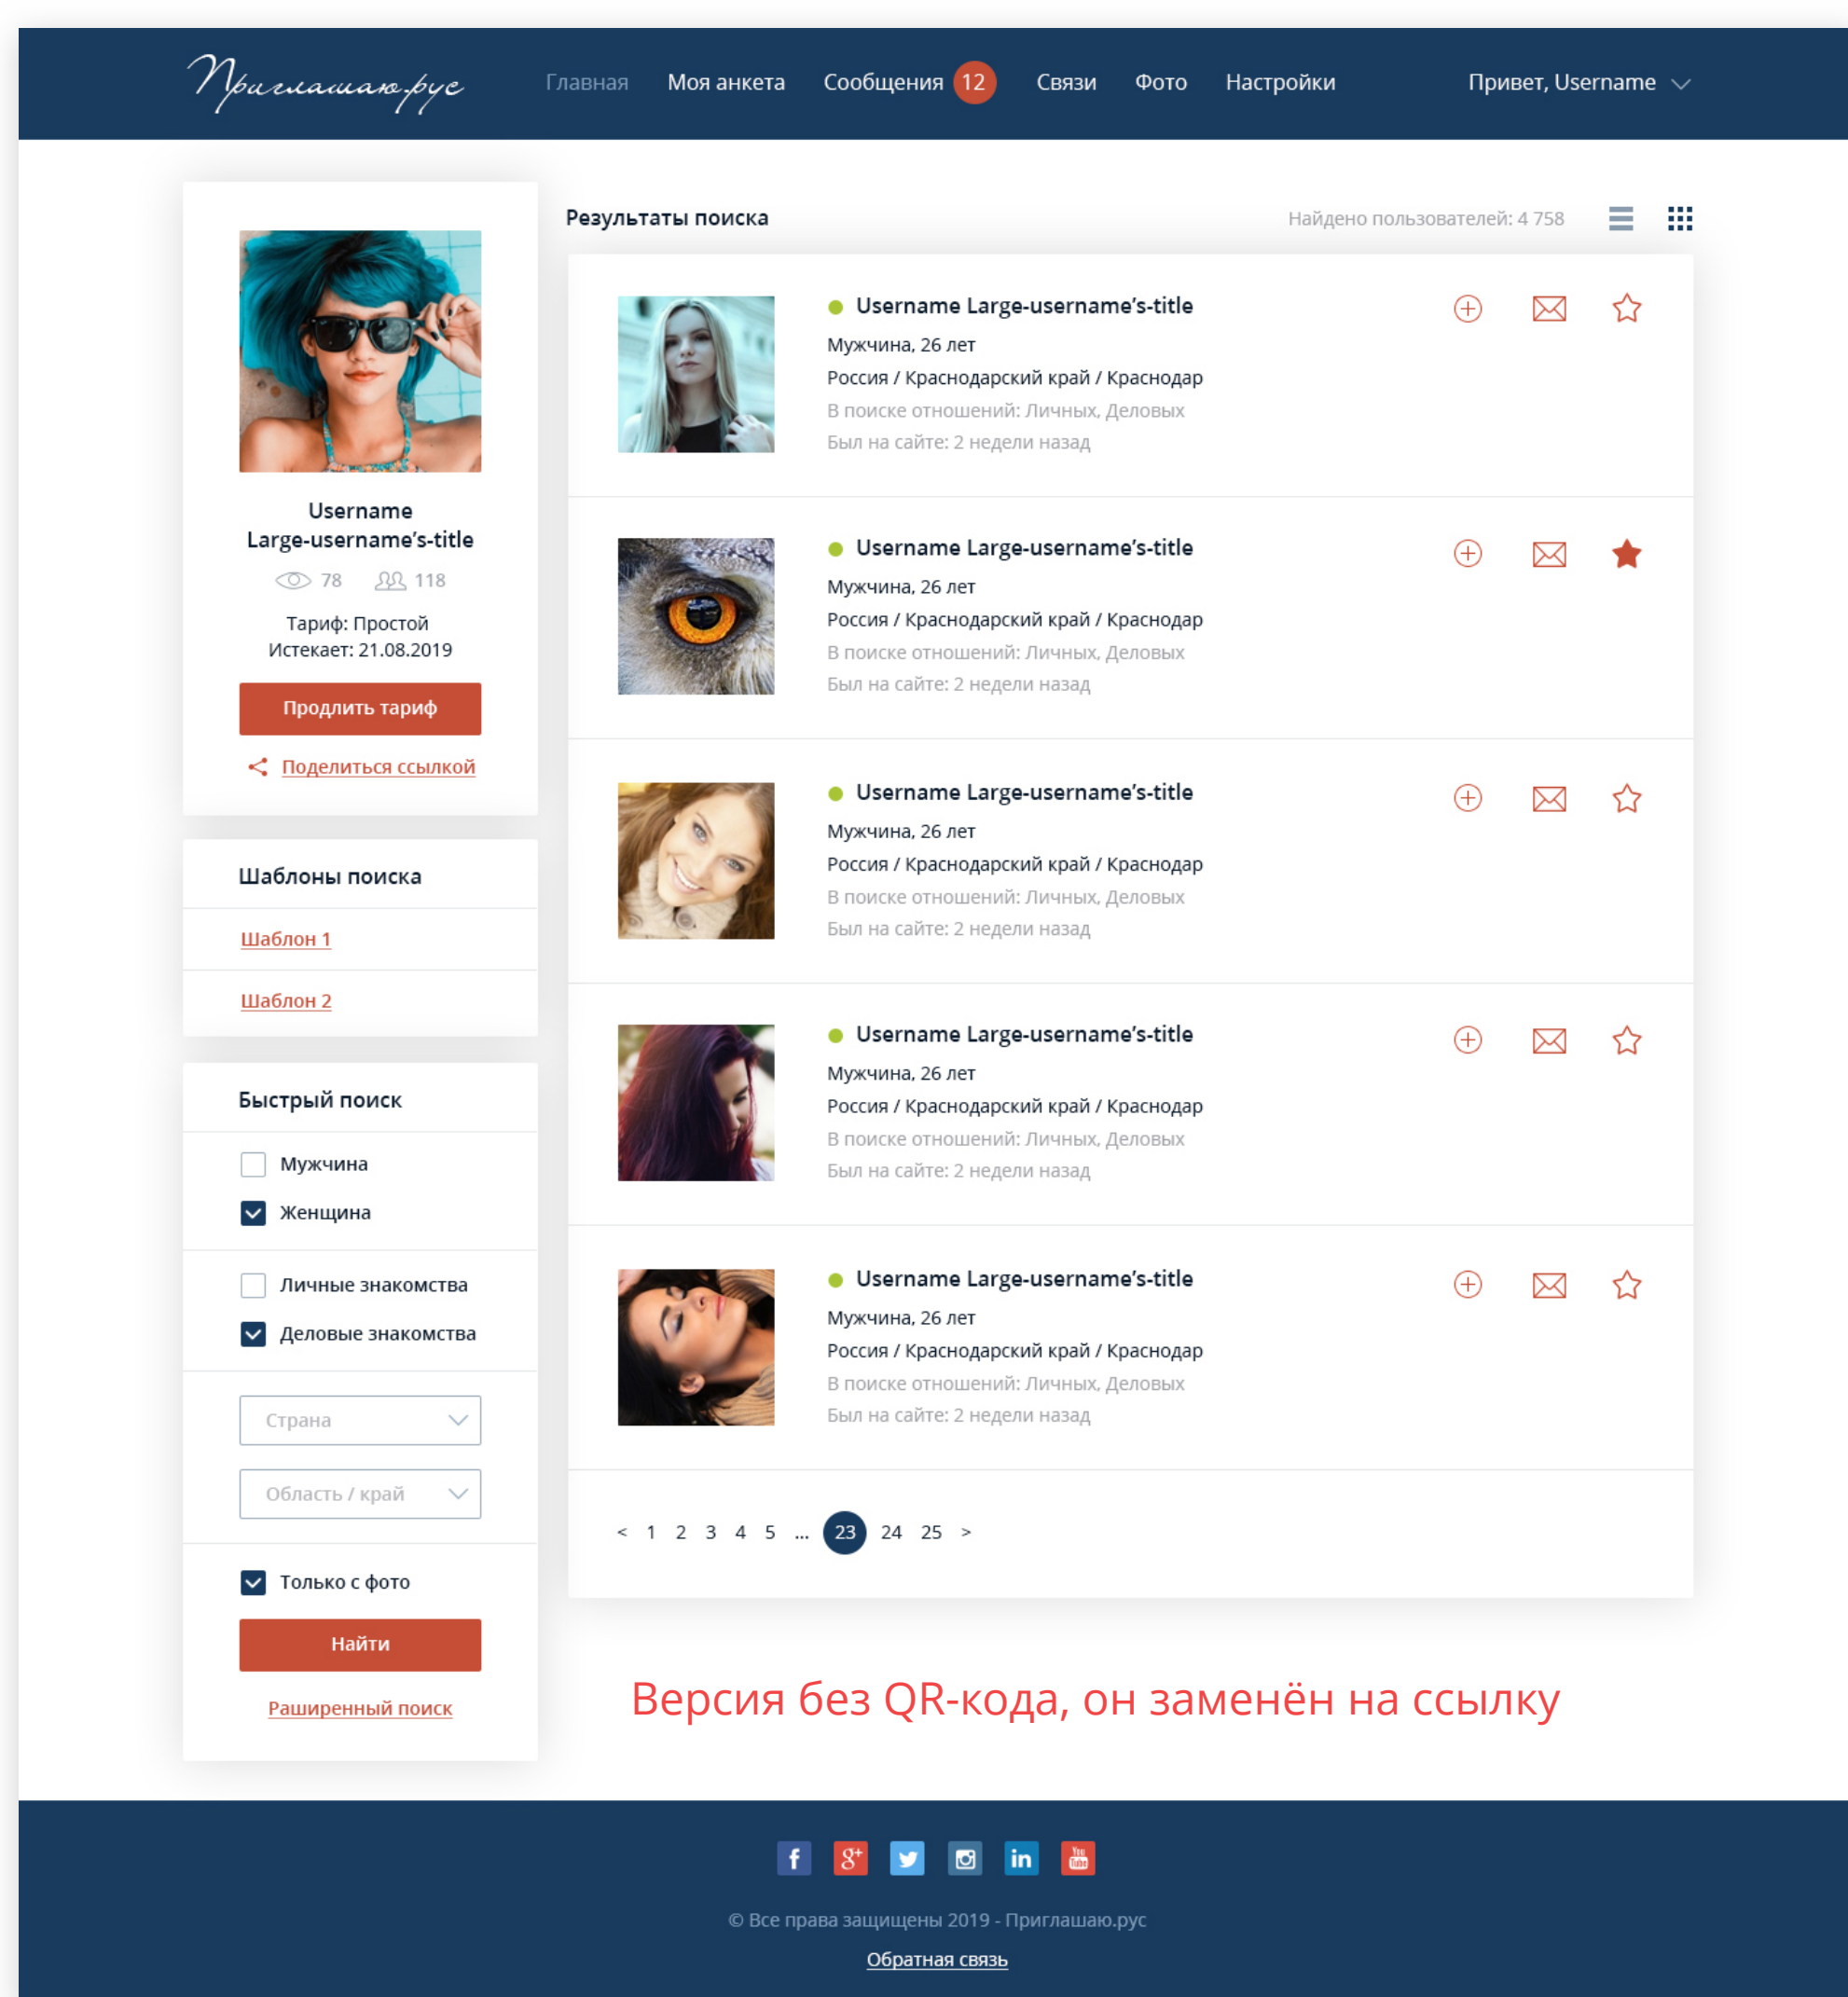 Приглашаю.рус
Главная Моя анкета Сообщения 12 Связи Фото Настройки Привет, Username
Username
Large-username’s-title
78 118
Тариф: Простой
Истекает: 21.08.2019
Продлить тариф
Поделиться ссылкой
Шаблоны поиска
Шаблон 1
Шаблон 2
Быстрый поиск
Мужчина
Женщина
Личные знакомства
Деловые знакомства
Страна
Область / край
Только с фото
Найти
Раширенный поиск
Результаты поиска Найдено пользователей: 4 758
Username Large-username’s-title
Мужчина, 26 лет
Россия / Краснодарский край / Краснодар
В поиске отношений: Личных, Деловых
Был на сайте: 2 недели назад
Username Large-username’s-title
Мужчина, 26 лет
Россия / Краснодарский край / Краснодар
В поиске отношений: Личных, Деловых
Был на сайте: 2 недели назад
Username Large-username’s-title
Мужчина, 26 лет
Россия / Краснодарский край / Краснодар
В поиске отношений: Личных, Деловых
Был на сайте: 2 недели назад
Username Large-username’s-title
Мужчина, 26 лет
Россия / Краснодарский край / Краснодар
В поиске отношений: Личных, Деловых
Был на сайте: 2 недели назад
Username Large-username’s-title
Мужчина, 26 лет
Россия / Краснодарский край / Краснодар
В поиске отношений: Личных, Деловых
Был на сайте: 2 недели назад
< 1 2 3 4 5 ... 23 24 25 >
Версия без QR-кода, он заменён на ссылку
f g+ in You Tube
© Все права защищены 2019 - Приглашаю.рус
Обратная связь